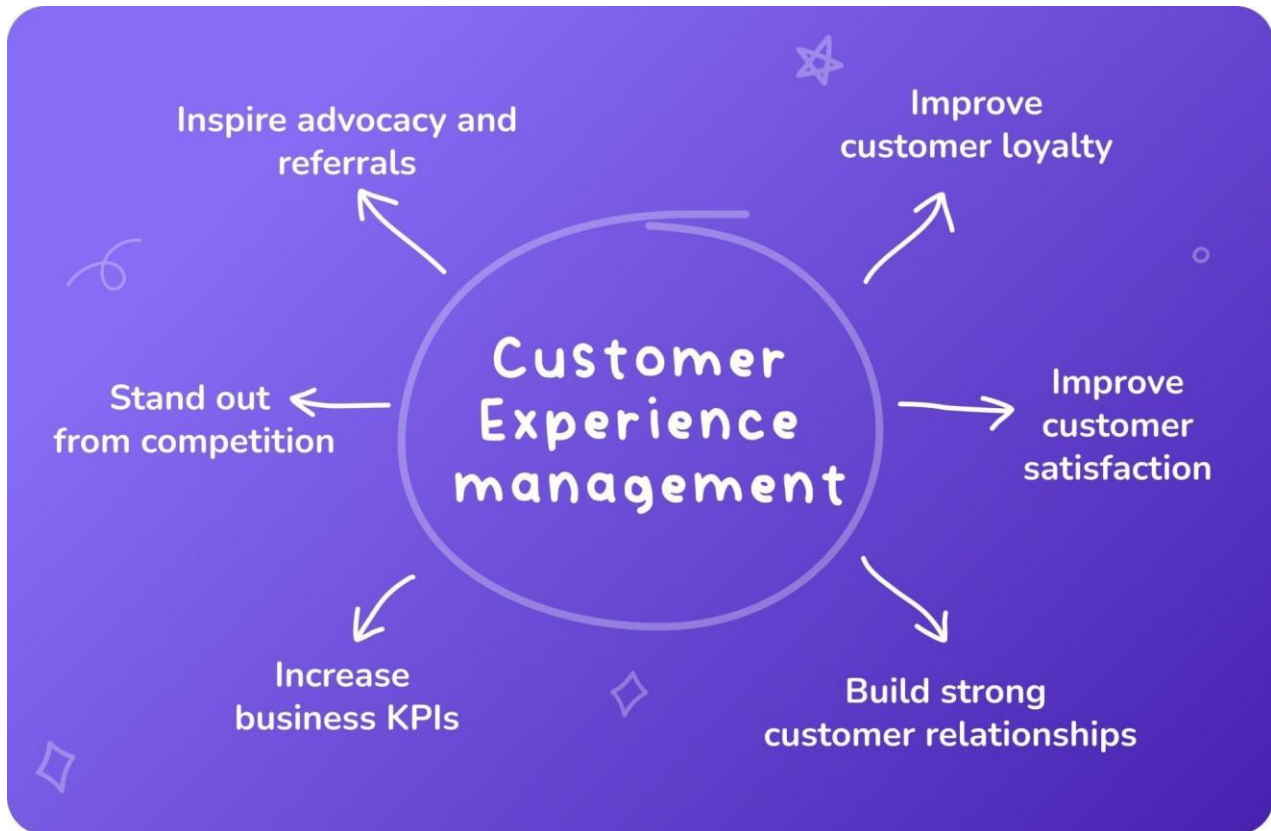 Inspire advocacy and
referrals
Improve
customer loyalty
Stand out
from competition
Customer
Experience
management
Improve
customer
satisfaction
Increase
business KPIs
Build strong
customer relationships